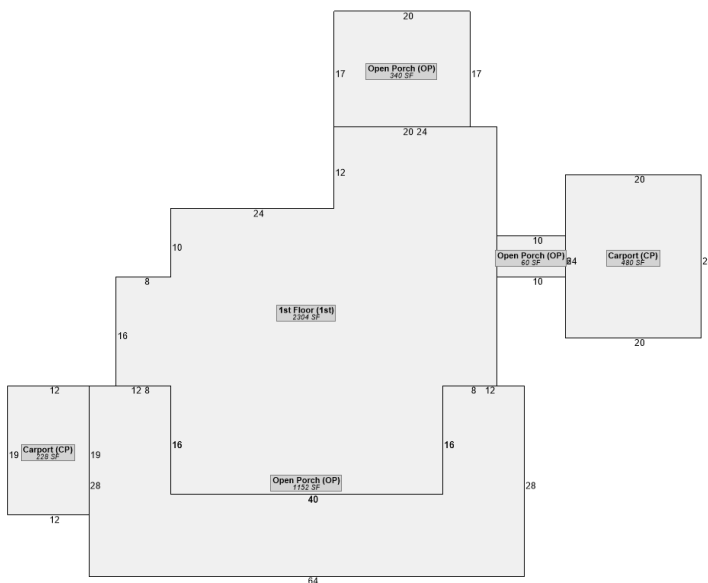 20
Open Porch (OP)
340 SF
17
17
20 24
12
20
24
10
Open Porch (OP)
60 SF
10
Carport (CP)
480 SF
2
10
8
16
1st Floor (1st)
2304 SF
20
12
12 8
8 12
19
Carport (CP)
228 SF
19
16
16
28
Open Porch (OP)
1152 SF
40
28
12
64